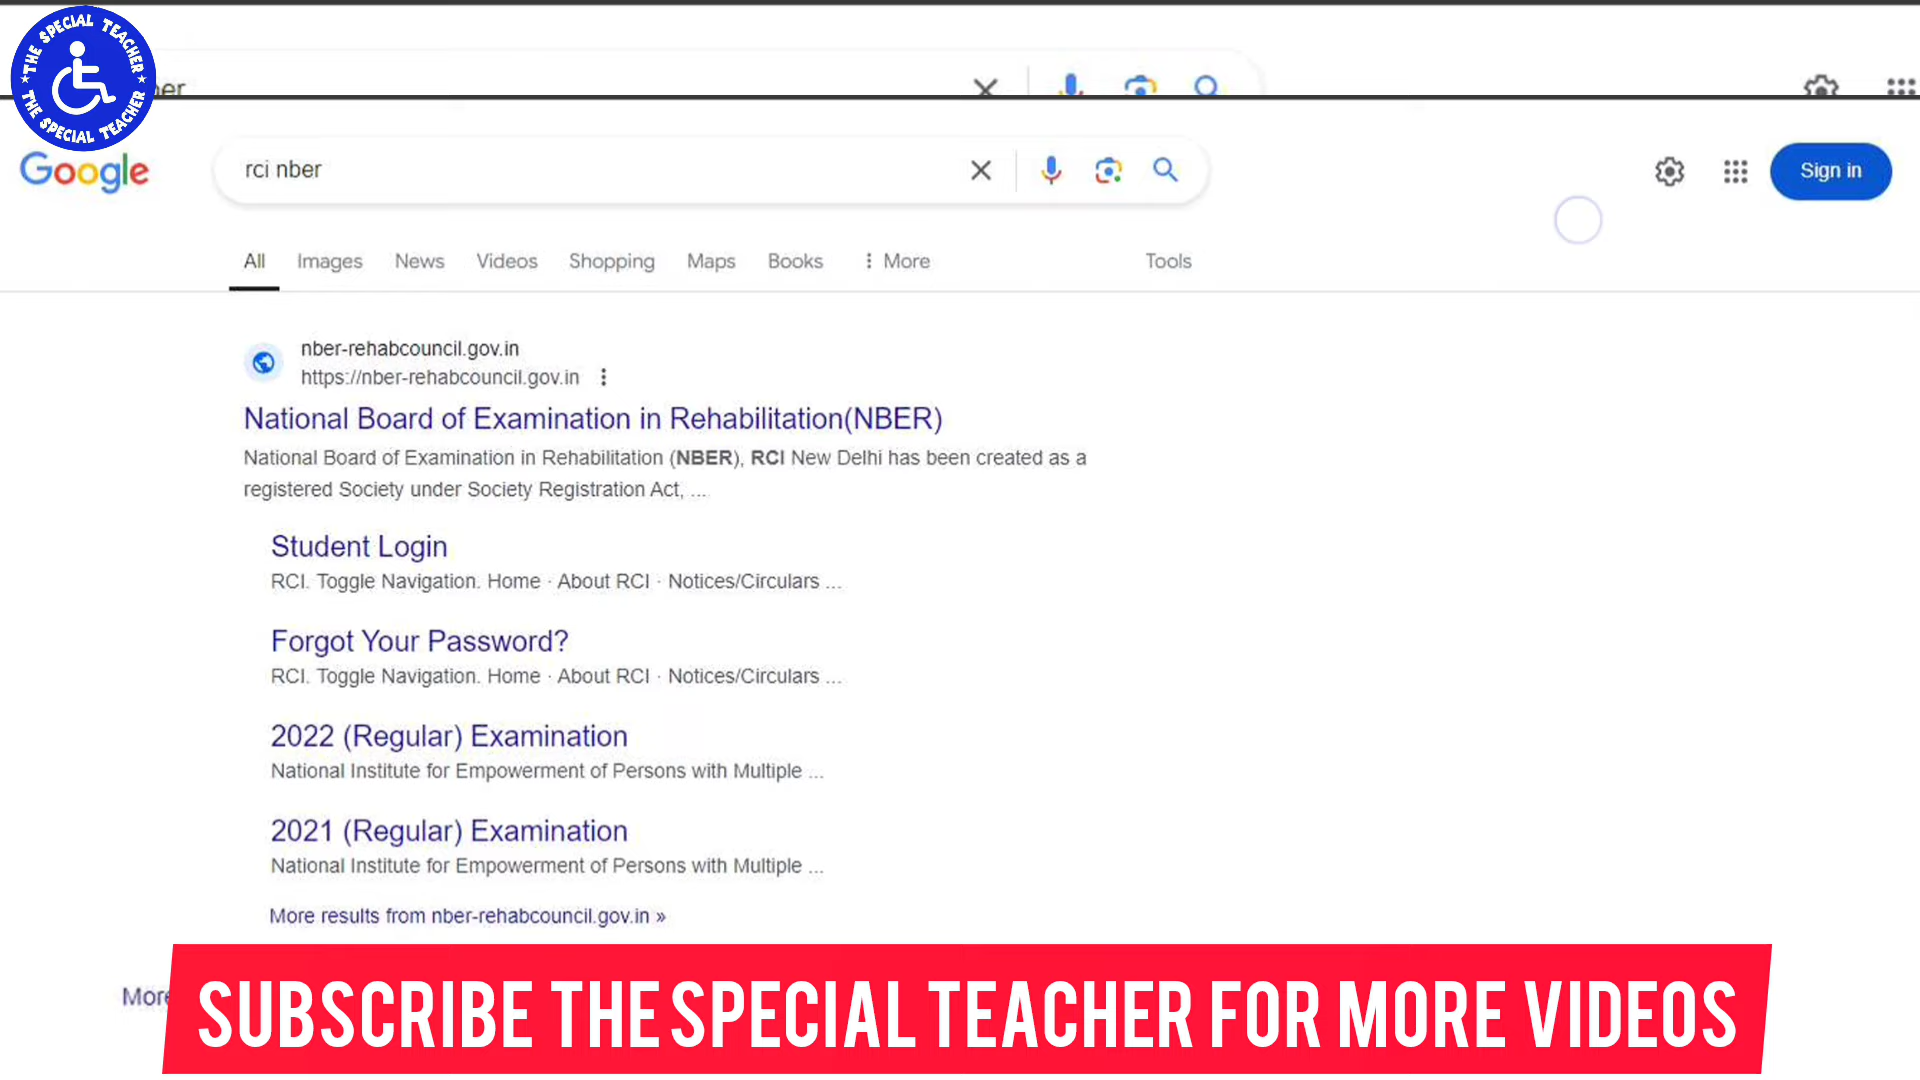 THE SPECIAL TEACHER
THE SPECIAL TEACHER
Google
rci nber
Sign in
All Images News Videos Shopping Maps Books More Tools
nber-rehabcouncil.gov.in
https://nber-rehabcouncil.gov.in
National Board of Examination in Rehabilitation(NBER)
National Board of Examination in Rehabilitation (NBER), RCI New Delhi has been created as a
registered Society under Society Registration Act, ...
Student Login
RCI. Toggle Navigation. Home · About RCI · Notices/Circulars ...
Forgot Your Password?
RCI. Toggle Navigation. Home · About RCI · Notices/Circulars ...
2022 (Regular) Examination
National Institute for Empowerment of Persons with Multiple ...
2021 (Regular) Examination
National Institute for Empowerment of Persons with Multiple ...
More results from nber-rehabcouncil.gov.in »
More
SUBSCRIBE THE SPECIAL TEACHER FOR MORE VIDEOS